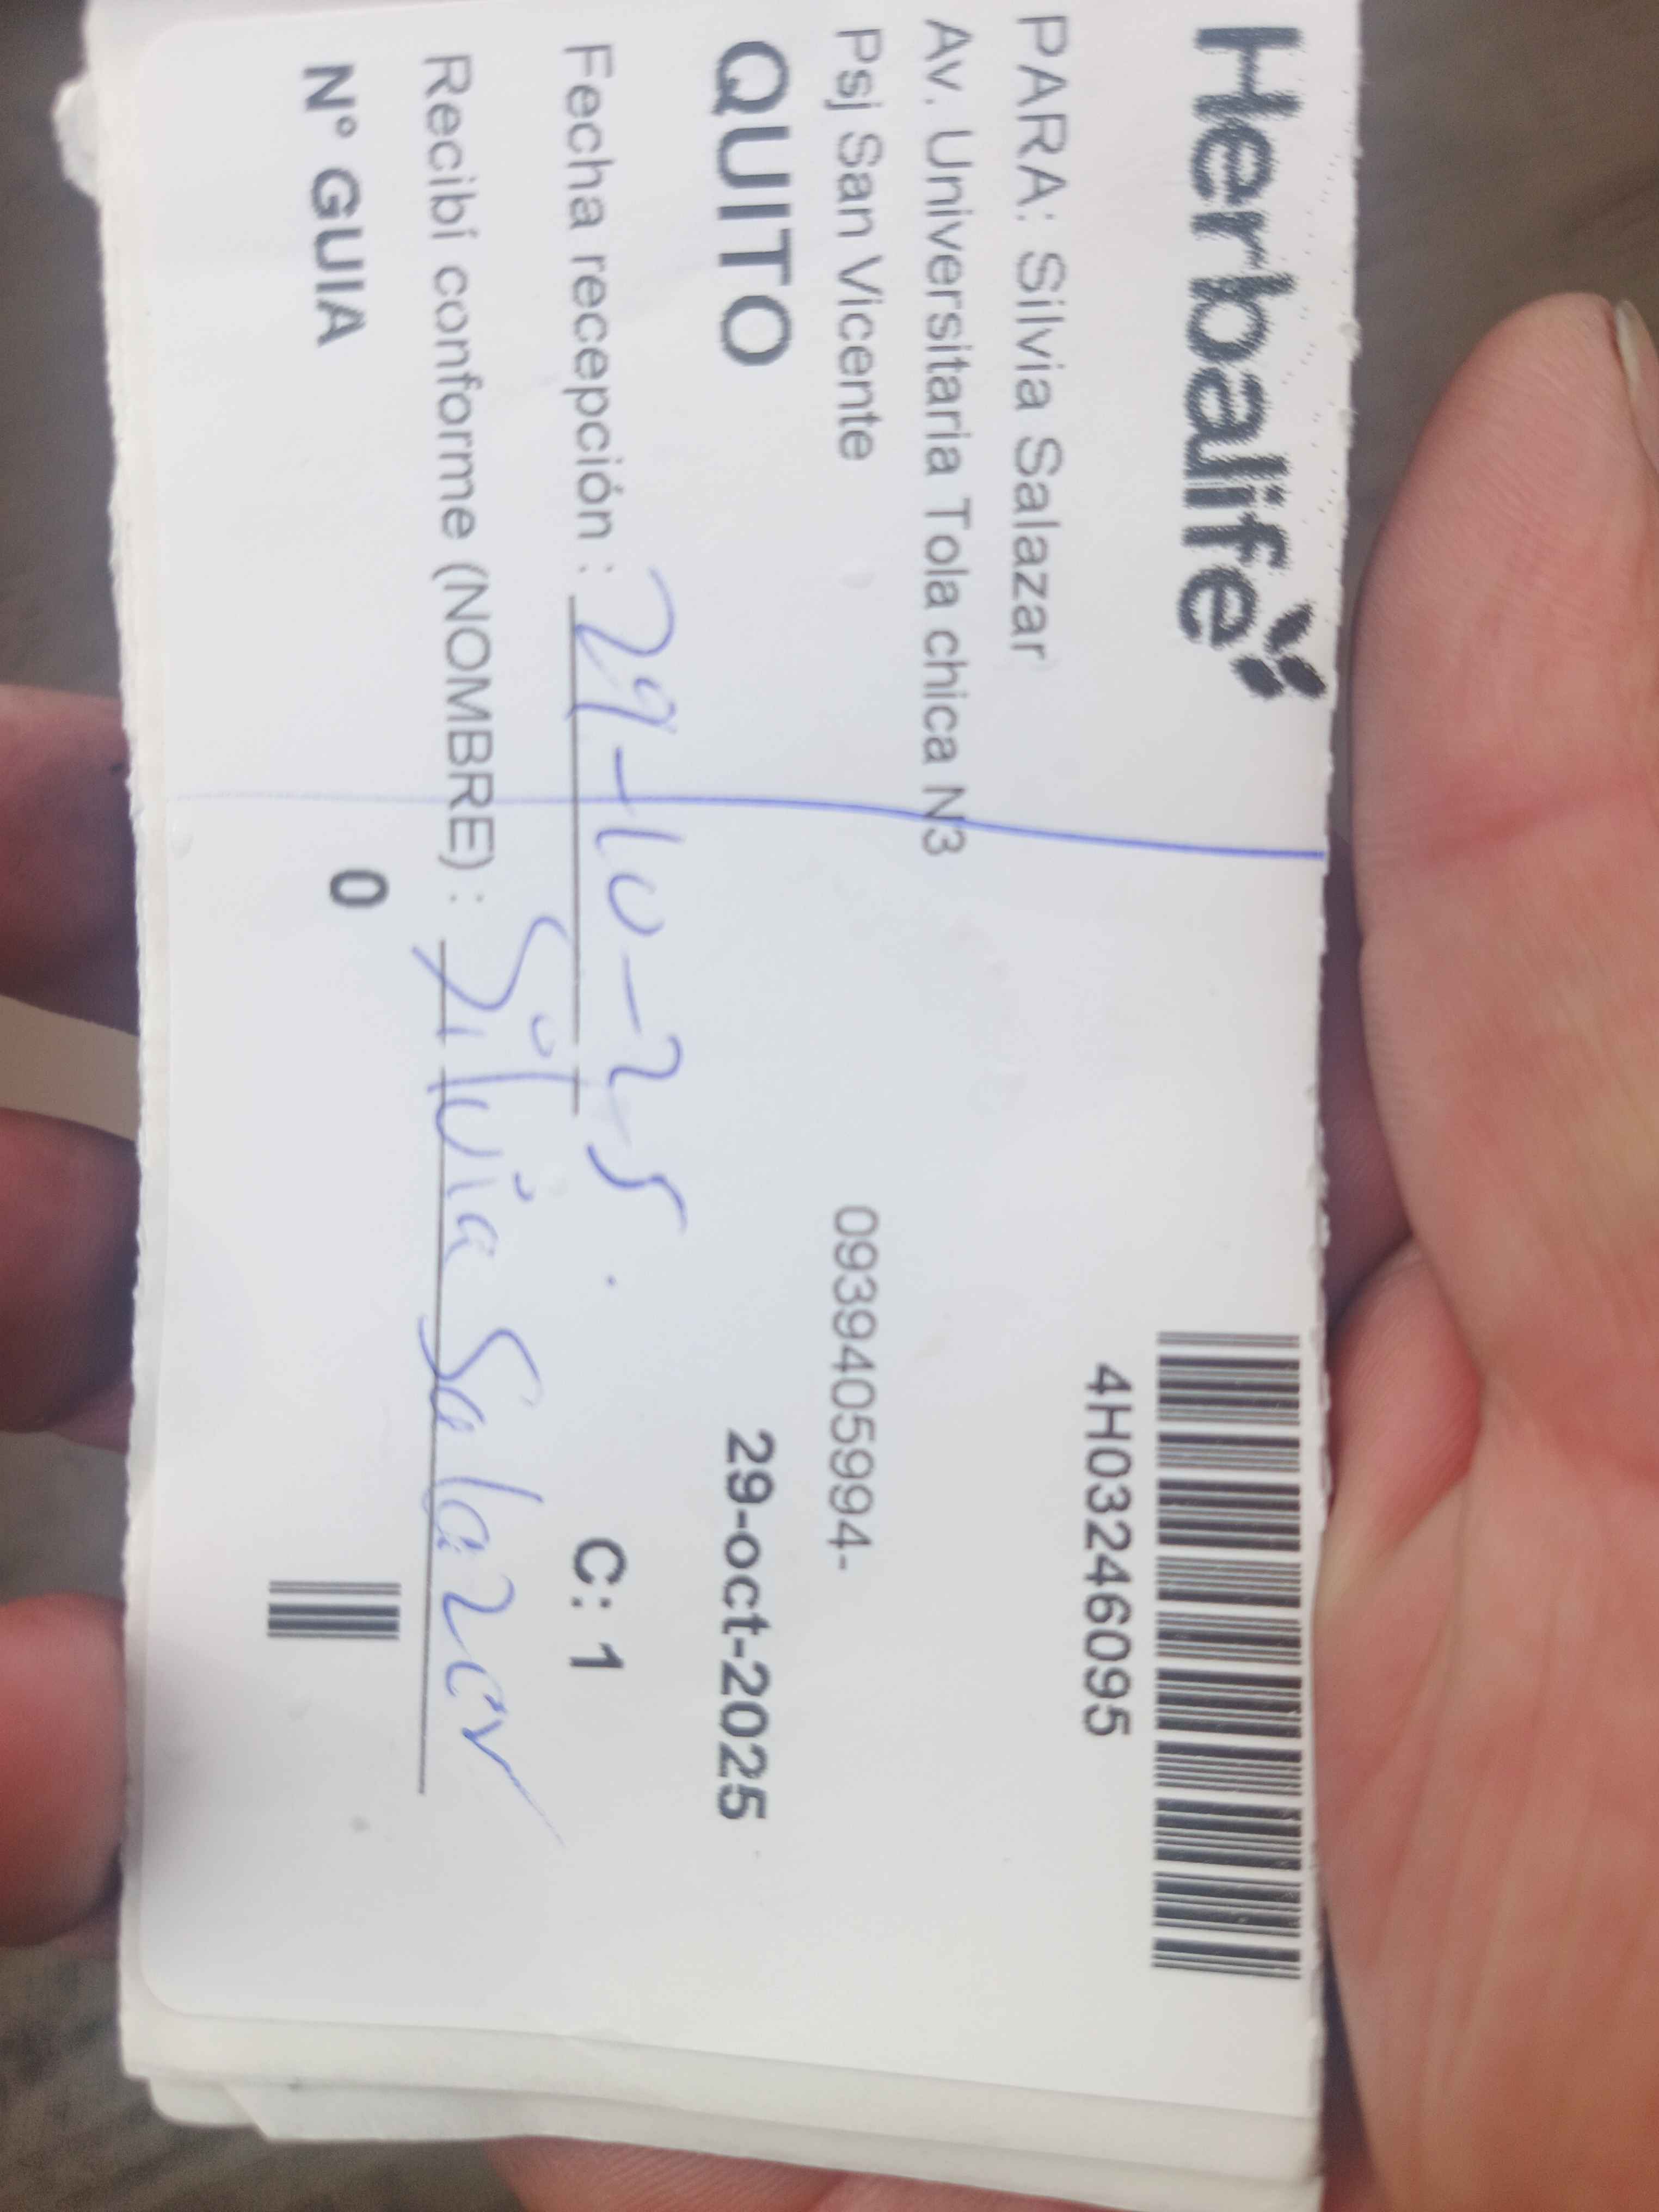 Herbalife
4H03246095
PARA: Silvia Salazar
Av. Universitaria Tola chica N3
Psj San Vicente 0939405994-
QUITO 29-oct-2025
Fecha recepción : 29-10-25 C: 1
Recibí conforme (NOMBRE) : Silvia Salazar
N° GUIA 0